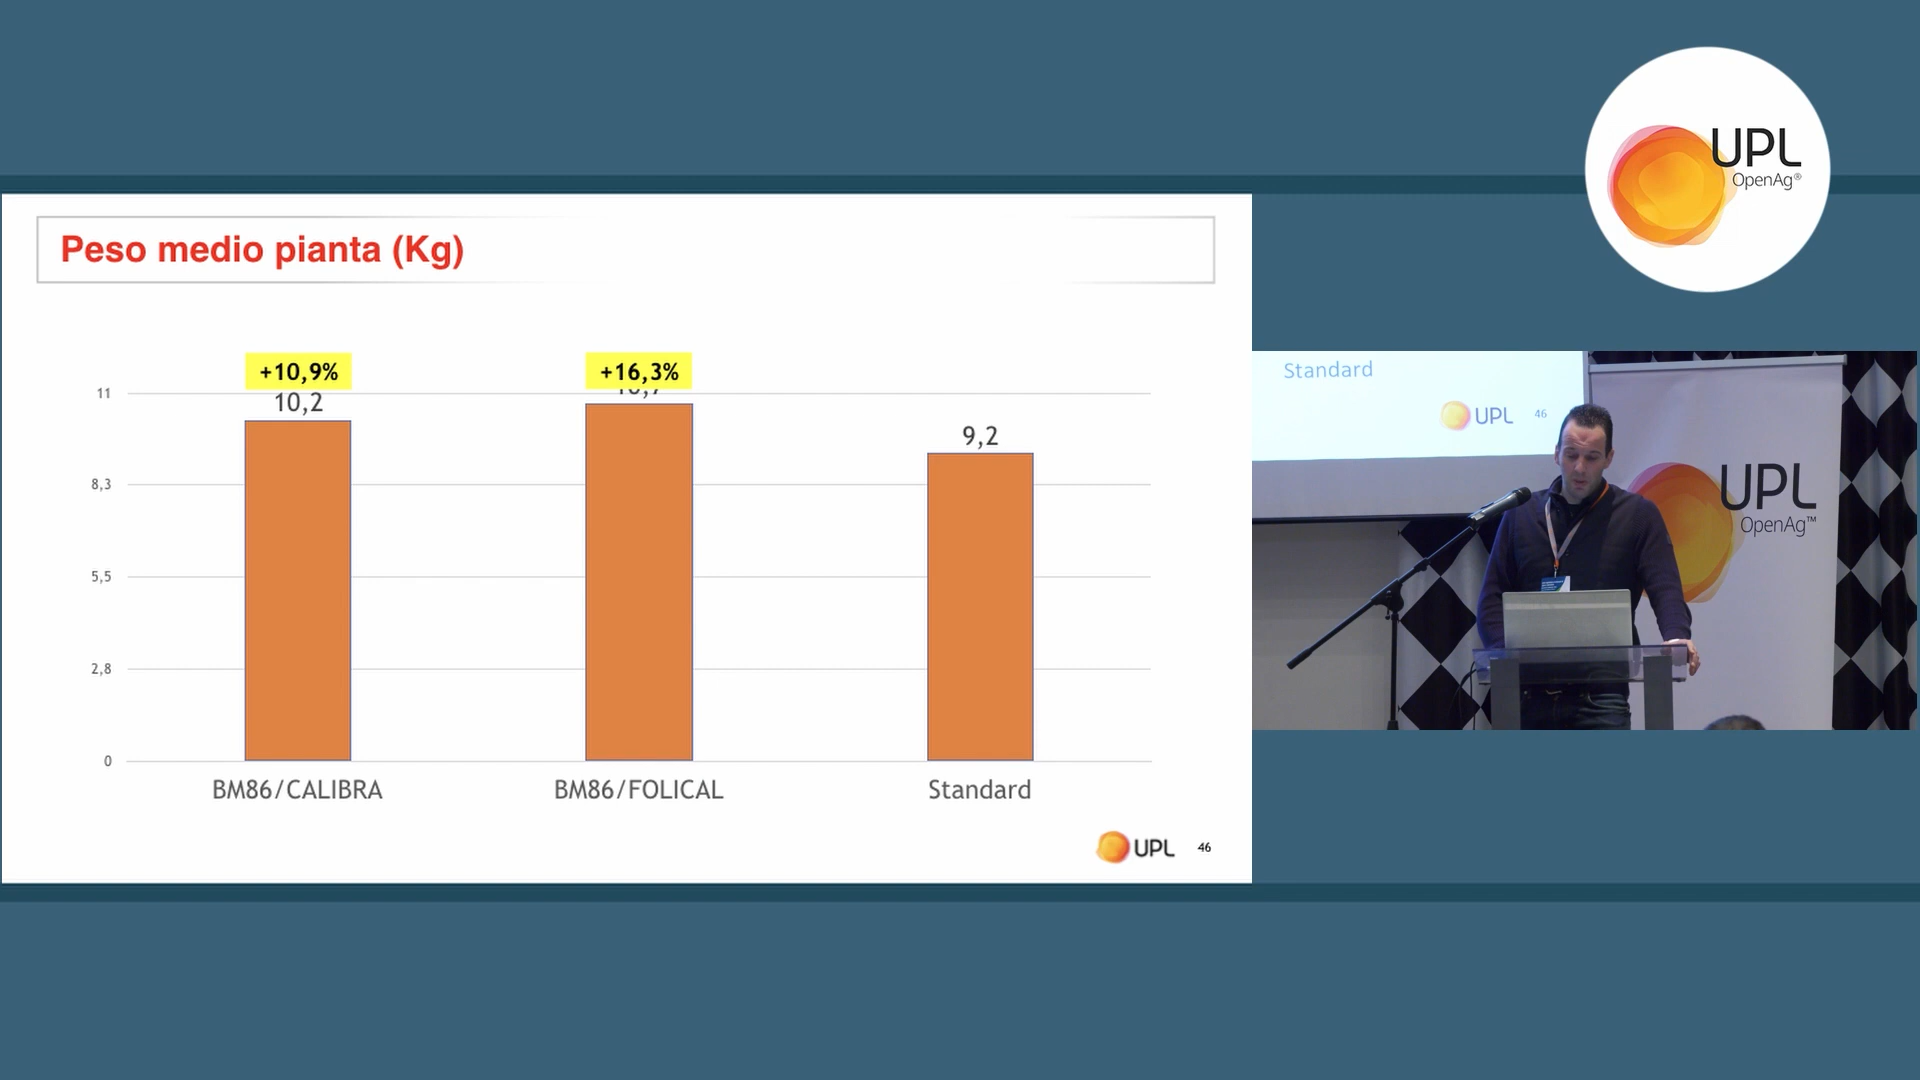 UPL
OpenAg®
Peso medio pianta (Kg)
+10,9%
+16,3%
11
10,2
9,2
8,3
5,5
2,8
0
BM86/CALIBRA
BM86/FOLICAL
Standard
UPL
46
Standard
UPL
46
UPL
OpenAg™